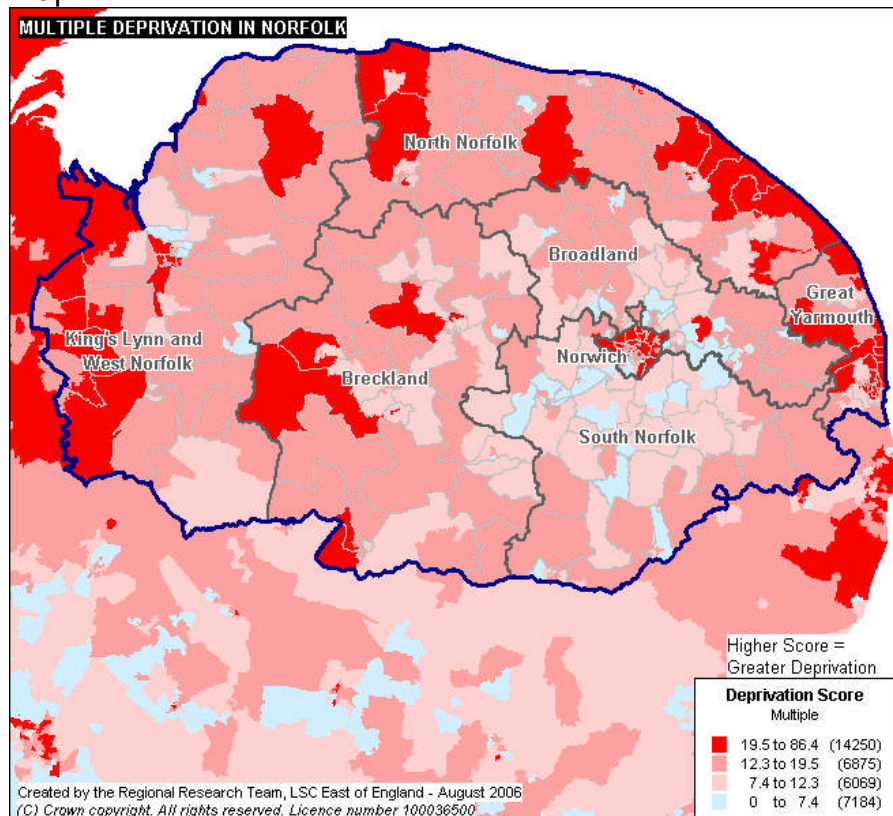 MULTIPLE DEPRIVATION IN NORFOLK
North Norfolk
Broadland
Great
Yarmouth
King's Lynn and
West Norfolk
Norwich
Breckland
South Norfolk
Higher Score =
Greater Deprivation
Deprivation Score
Multiple
19.5 to 86.4 (14250)
12.3 to 19.5 (6875)
7.4 to 12.3 (6069)
0 to 7.4 (7184)
Created by the Regional Research Team, LSC East of England - August 2006
(C) Crown copyright. All rights reserved. Licence number 100036500